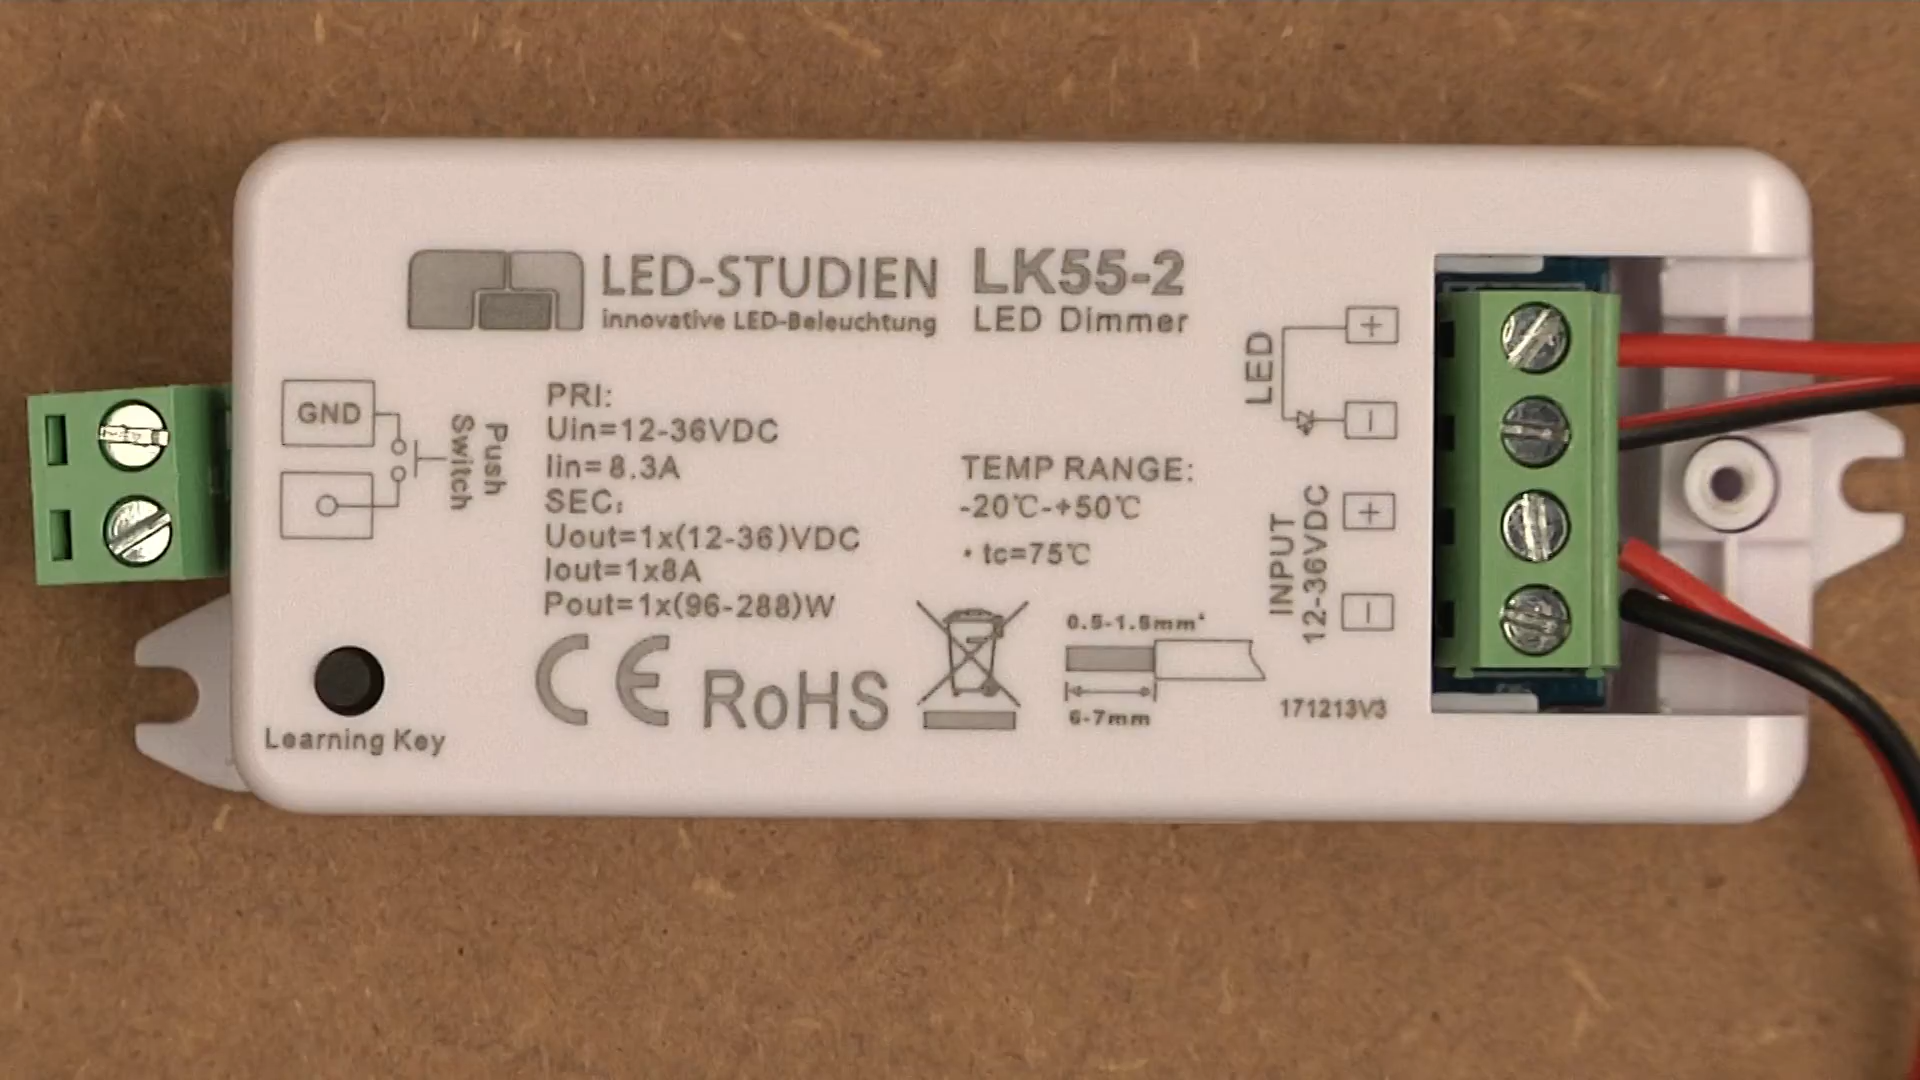 LED-STUDIEN
innovative LED-Beleuchtung
LK55-2
LED Dimmer
GND
Push
Switch
PRI:
Uin=12-36VDC
Iin=8.3A
SEC:
Uout=1x(12-36)VDC
Iout=1x8A
Pout=1x(96-288)W
TEMP RANGE:
-20℃-+50℃
• tc=75℃
LED
+
-
INPUT
12-36VDC
+
-
CE RoHS
0.5-1.5mm²
6-7mm
171213V3
Learning Key